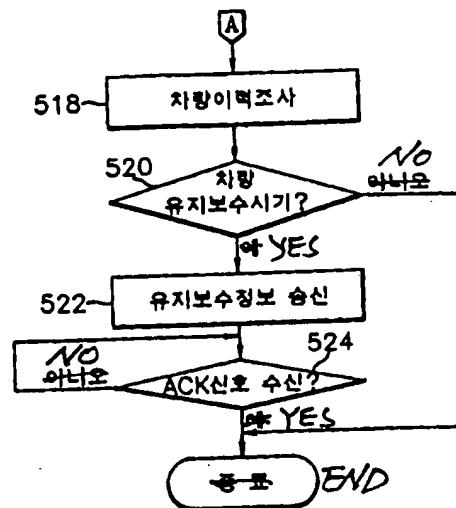 A
518
차량이력조사
520
차량
유지보수시기?
NO
아니오
예 YES
522
유지보수정보 송신
NO
아니오
524
ACK신호 수신?
예 YES
종료 END